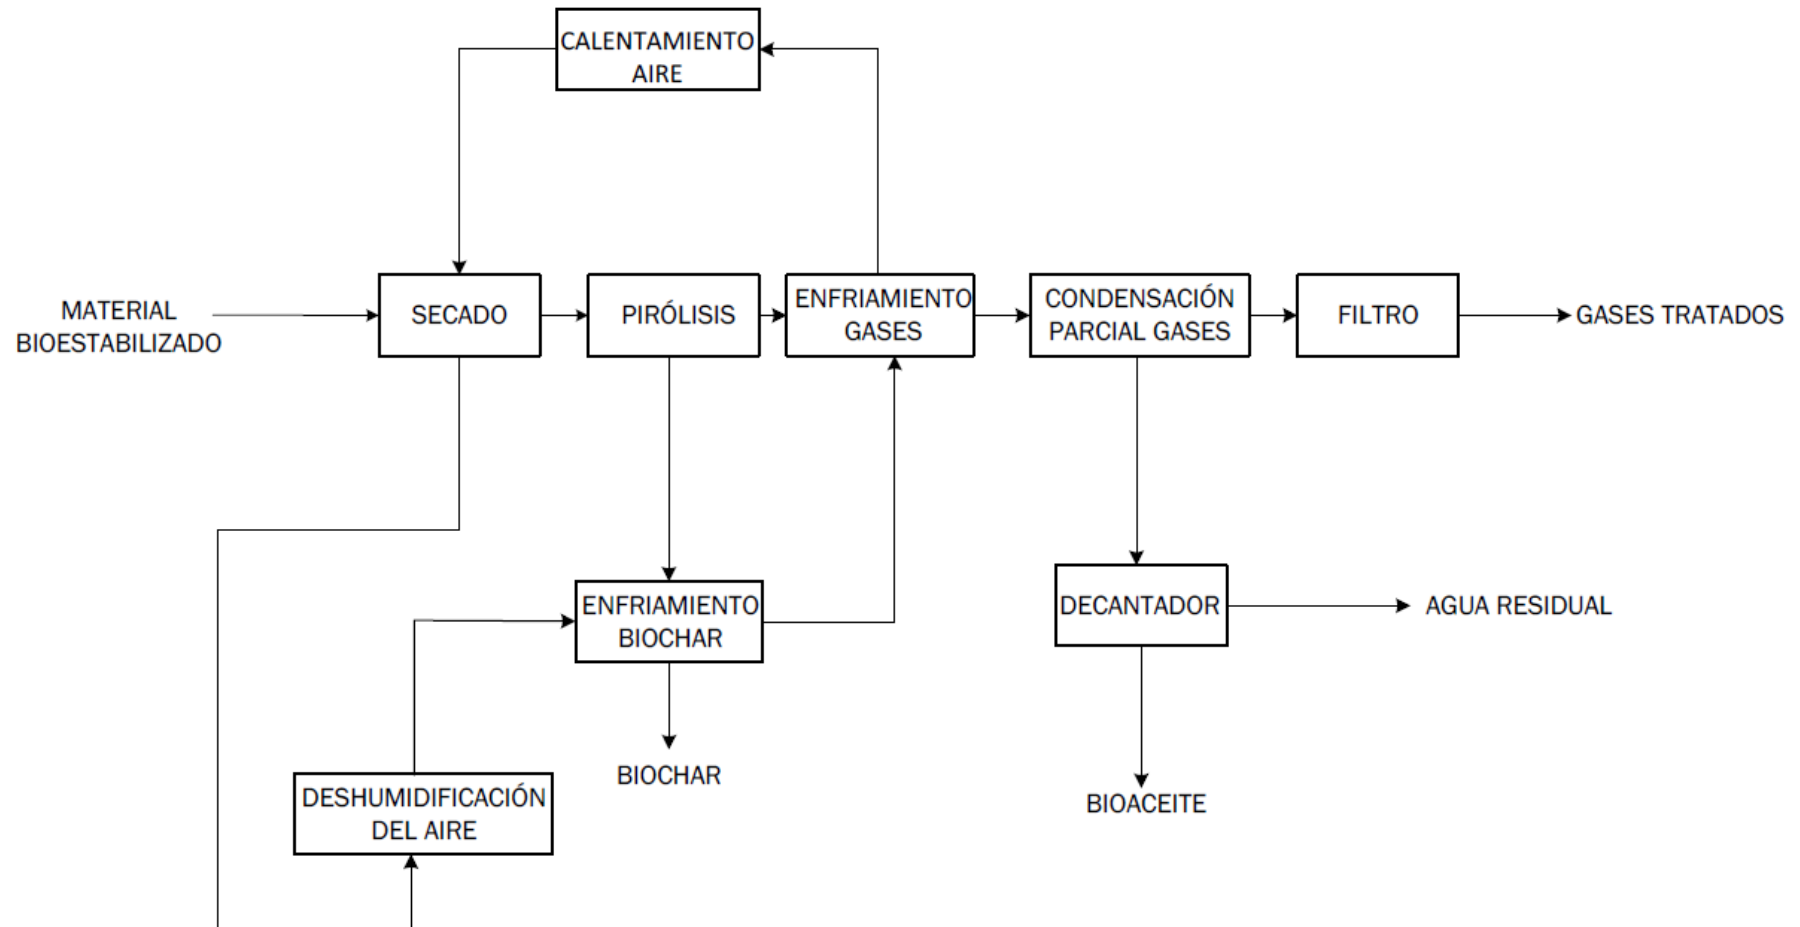 CALENTAMIENTO
AIRE
MATERIAL
BIOESTABILIZADO
SECADO
PIRÓLISIS
ENFRIAMIENTO
GASES
CONDENSACIÓN
PARCIAL GASES
FILTRO
GASES TRATADOS
ENFRIAMIENTO
BIOCHAR
DECANTADOR
AGUA RESIDUAL
BIOCHAR
BIOACEITE
DESHUMIDIFICACIÓN
DEL AIRE